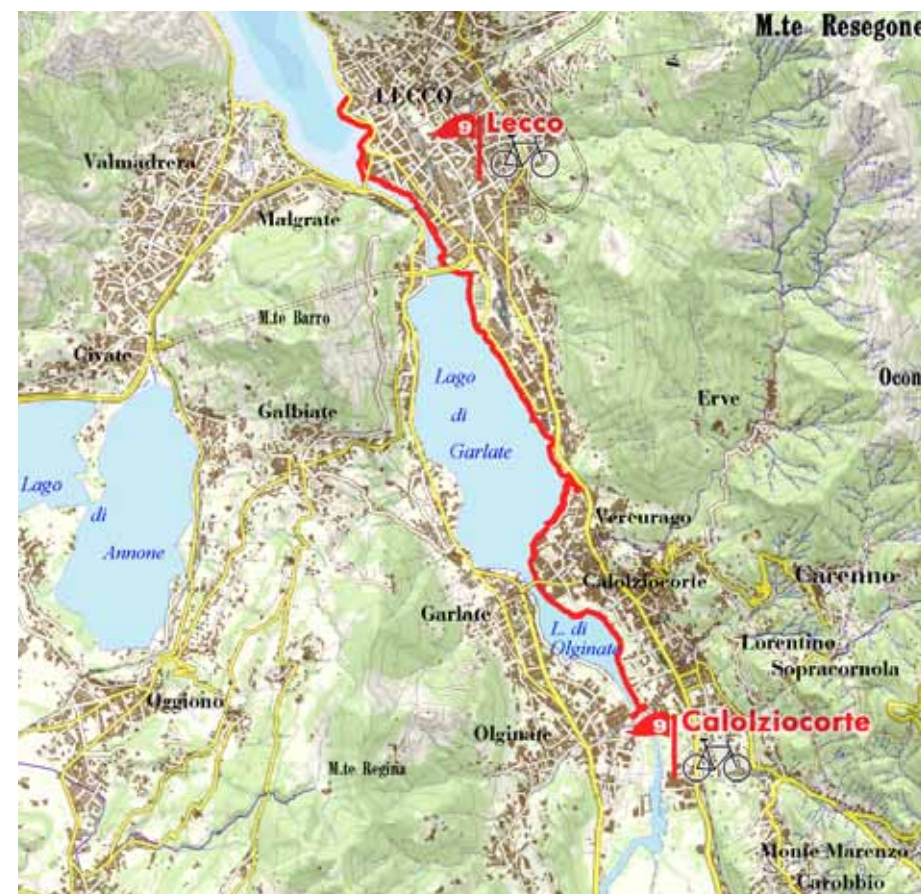 M.te Resegone
LECCO
9 Lecco
Valmadrera
Malgrate
M.te Barro
Civate
Lago
di
Garlate
Erve
Ocon
Galbiate
Lago
di
Annone
Vercurago
Calolziocorte
Carenno
Garlate
L. di
Olginate
Lorentino
Sopracornola
Oggiono
Olginate
9 Calolziocorte
M.te Regina
Monte Marenzo
Carobbio